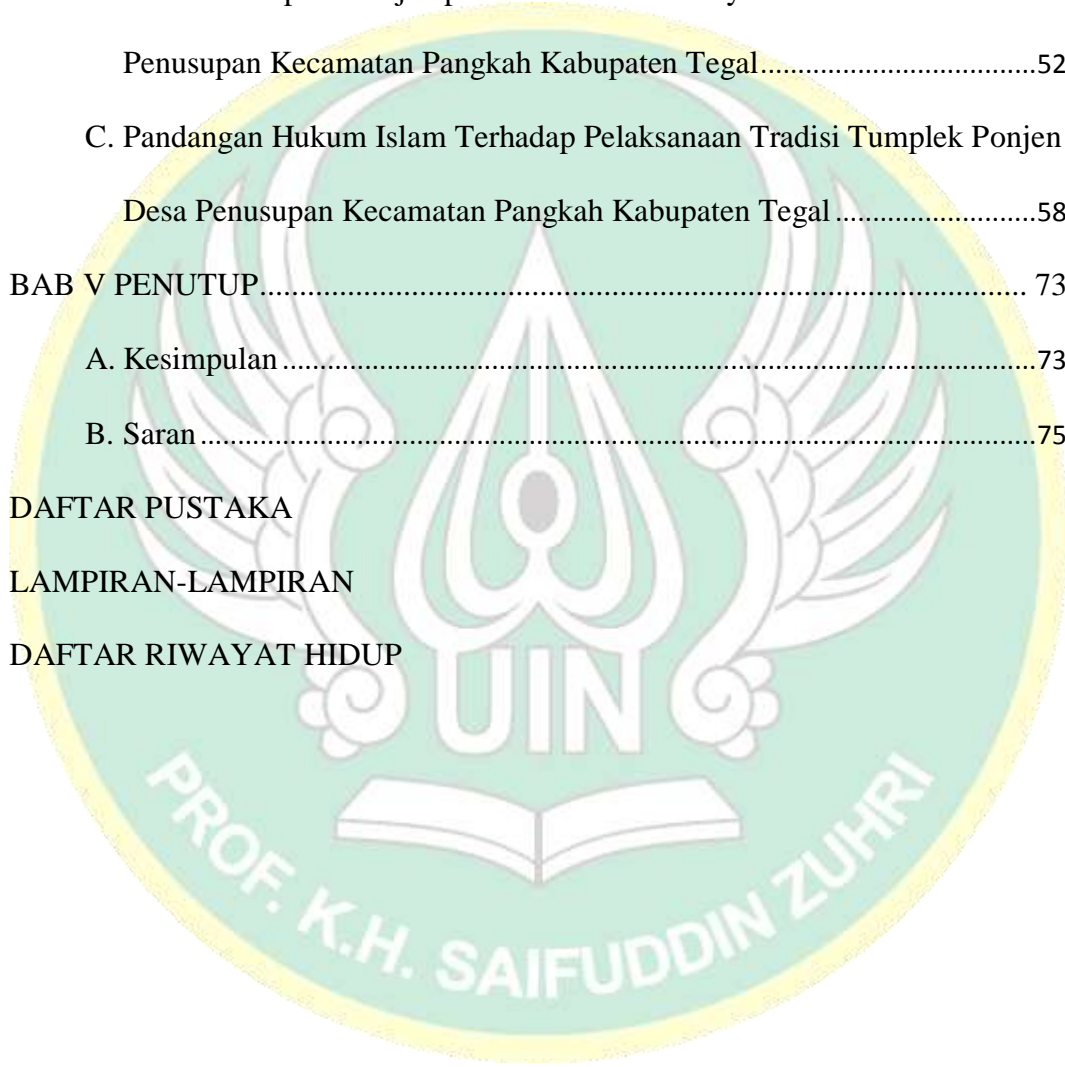 Penusupan Kecamatan Pangkah Kabupaten Tegal....................................52
C. Pandangan Hukum Islam Terhadap Pelaksanaan Tradisi Tumplek Ponjen
Desa Penusupan Kecamatan Pangkah Kabupaten Tegal..........................58
BAB V PENUTUP................................................................................................ 73
A. Kesimpulan...............................................................................................73
B. Saran.........................................................................................................75
DAFTAR PUSTAKA
LAMPIRAN-LAMPIRAN
DAFTAR RIWAYAT HIDUP
UIN
PROF. K.H. SAIFUDDIN ZUHRI